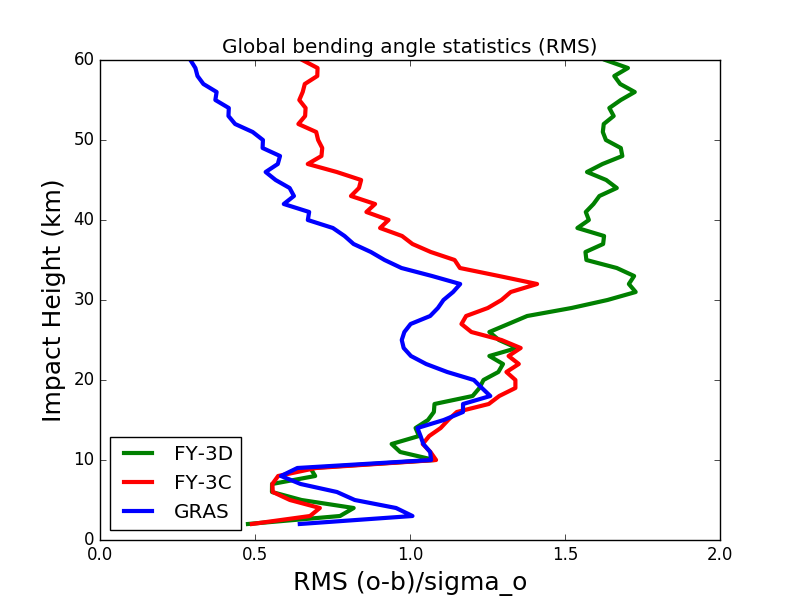 Global bending angle statistics (RMS)
60
50
40
30
20
10
0
Impact Height (km)
FY-3D
FY-3C
GRAS
0.0 0.5 1.0 1.5 2.0
RMS (o-b)/sigma_o